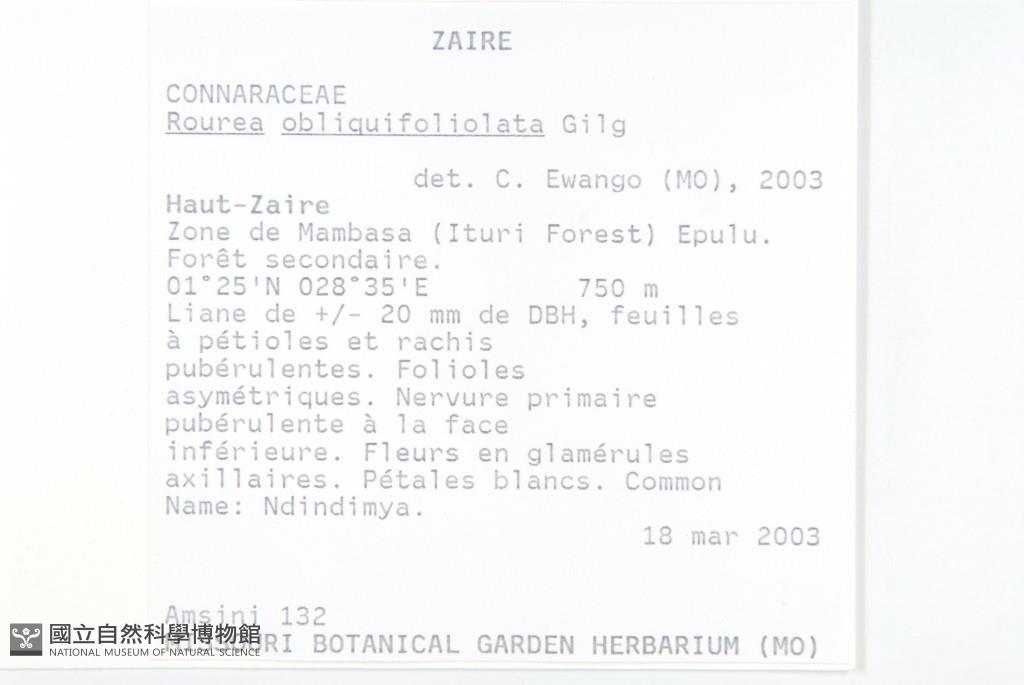 ZAIRE
CONNARACEAE
Rourea obliquifoliolata Gilg
det. C. Ewango (MO), 2003
Haut-Zaire
Zone de Mambasa (Ituri Forest) Epulu.
Forêt secondaire.
01°25'N 028°35'E 750 m
Liane de +/- 20 mm de DBH, feuilles
à pétioles et rachis
pubérulentes. Folioles
asymétriques. Nervure primaire
pubérulente à la face
inférieure. Fleurs en glamérules
axillaires. Pétales blancs. Common
Name: Ndindimya.
18 mar 2003
Amsini 132
MISSOURI BOTANICAL GARDEN HERBARIUM (MO)
國立自然科學博物館
NATIONAL MUSEUM OF NATURAL SCIENCE